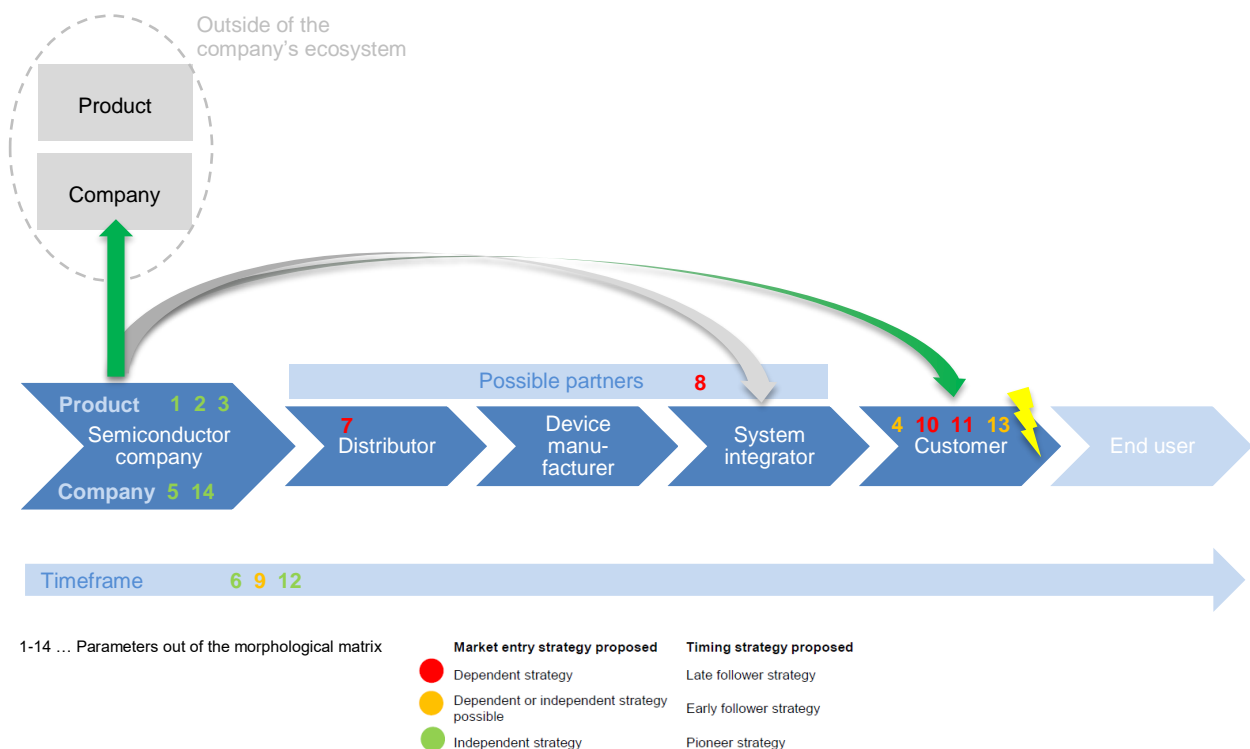 Outside of the
company's ecosystem
Product
Company
Possible partners 8
Product 1 2 3
Semiconductor
company
Company 5 14
7
Distributor
Device
manu-
facturer
System
integrator
4 10 11 13
Customer
End user
Timeframe 6 9 12
1-14 … Parameters out of the morphological matrix
Market entry strategy proposed Timing strategy proposed
Dependent strategy Late follower strategy
Dependent or independent strategy
possible Early follower strategy
Independent strategy Pioneer strategy